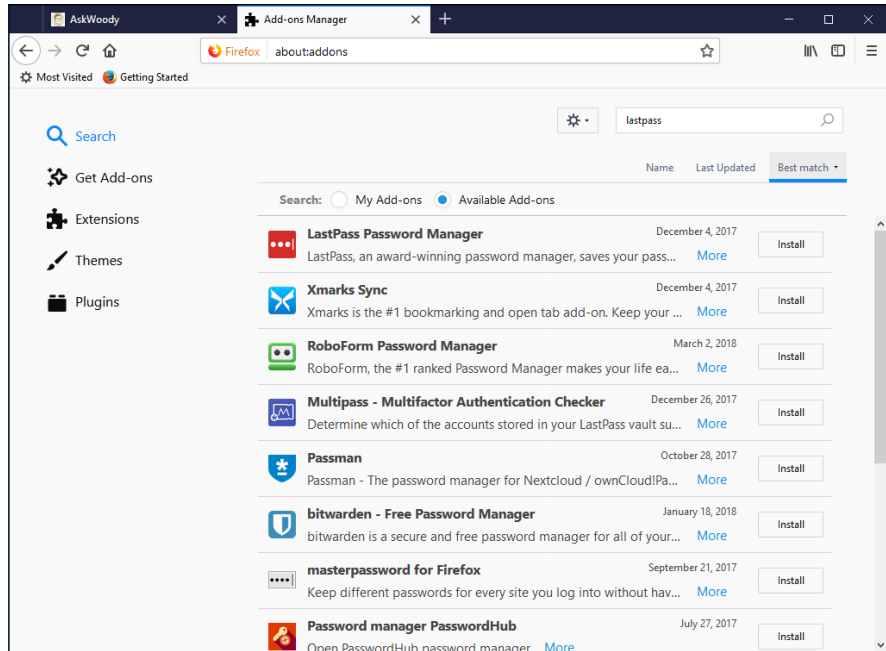 AskWoody
Add-ons Manager
Firefox
about:addons
Most Visited
Getting Started
lastpass
Search
Name
Last Updated
Best match
Get Add-ons
Search:
My Add-ons
Available Add-ons
Extensions
Themes
Plugins
LastPass Password Manager
December 4, 2017
LastPass, an award-winning password manager, saves your pass...
More
Install
Xmarks Sync
December 4, 2017
Xmarks is the #1 bookmarking and open tab add-on. Keep your ...
More
Install
RoboForm Password Manager
March 2, 2018
RoboForm, the #1 ranked Password Manager makes your life ea...
More
Install
Multipass - Multifactor Authentication Checker
December 26, 2017
Determine which of the accounts stored in your LastPass vault su...
More
Install
Passman
October 28, 2017
Passman - The password manager for Nextcloud / ownCloud!Pa...
More
Install
bitwarden - Free Password Manager
January 18, 2018
bitwarden is a secure and free password manager for all of your...
More
Install
masterpassword for Firefox
September 21, 2017
Keep different passwords for every site you log into without hav...
More
Install
Password manager PasswordHub
July 27, 2017
Open PasswordHub password manager
More
Install